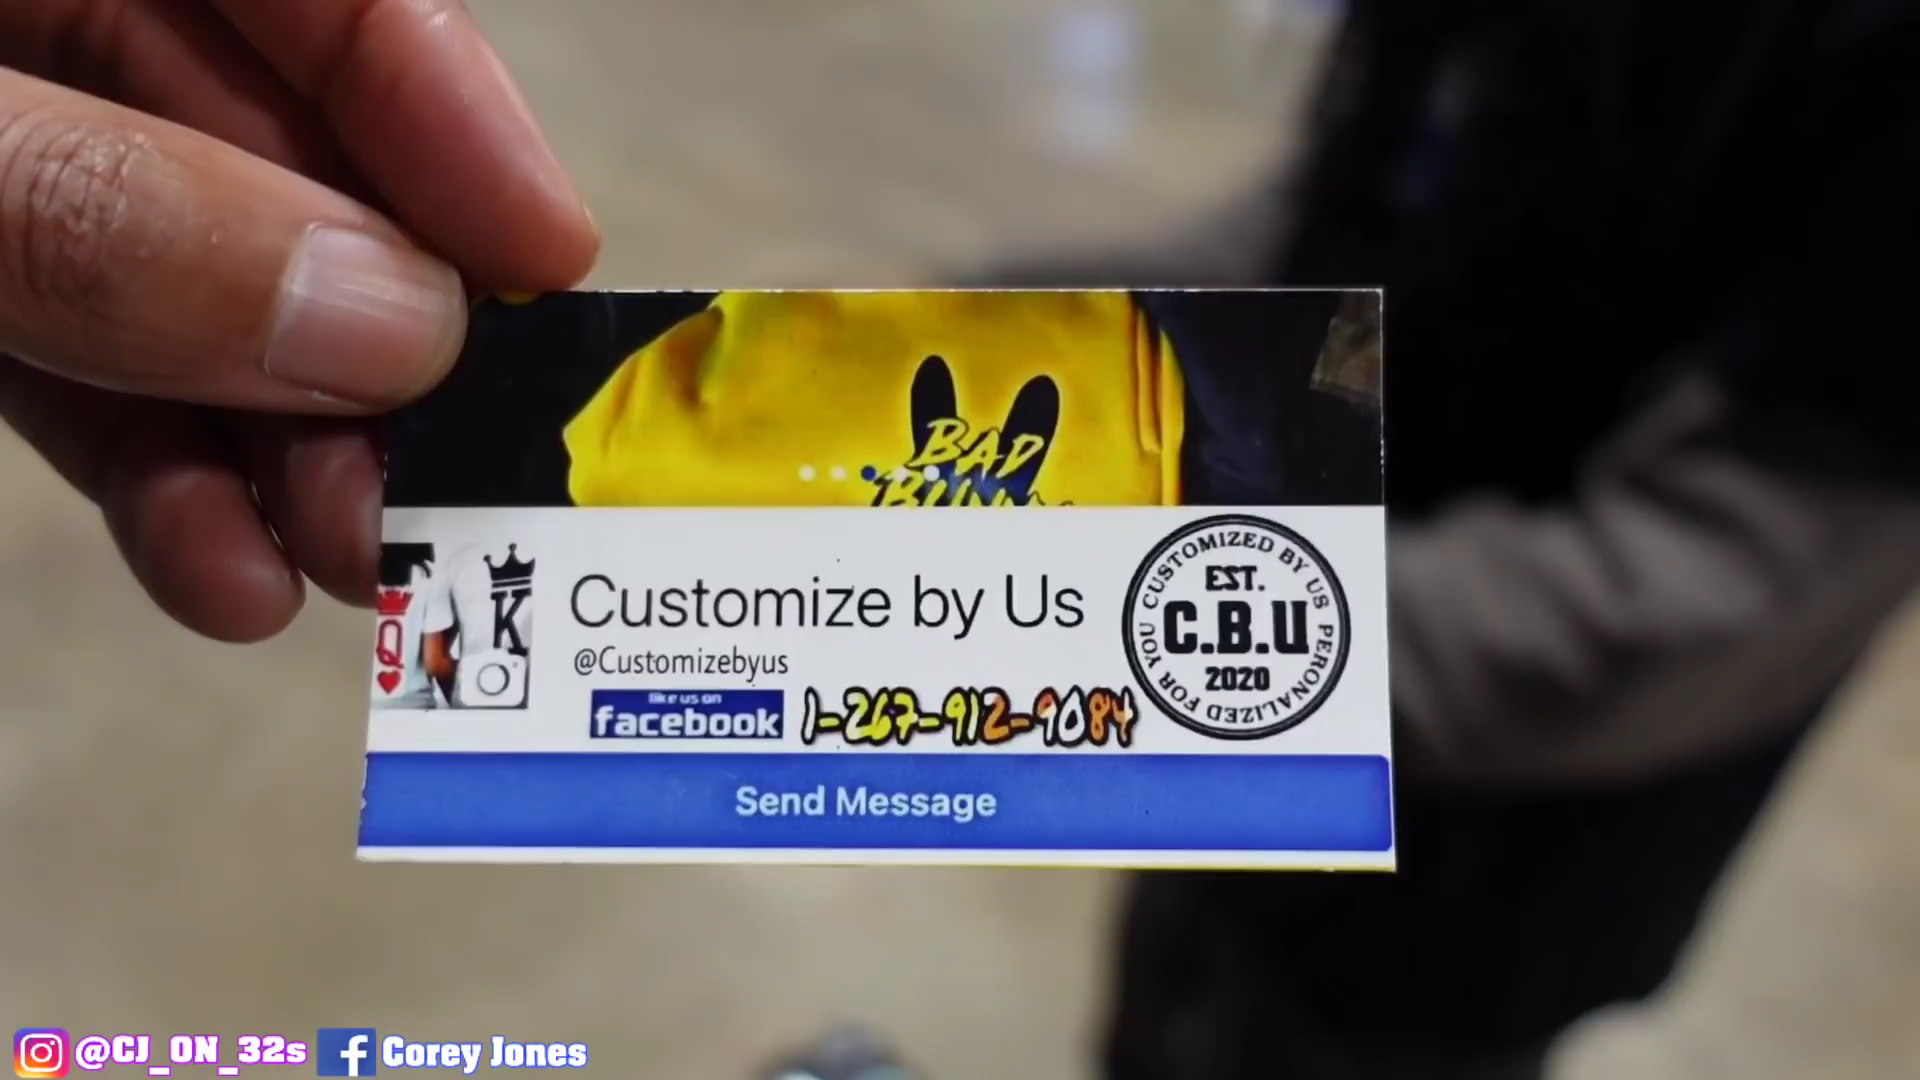 BAD
BUNNY
Q
K
Customize by Us
@Customizebyus
like us on
facebook
1-267-912-9084
CUSTOMIZED BY US PERONALIZED FOR YOU
EST.
C.B.U
2020
Send Message
@CJ_ON_32s
Corey Jones